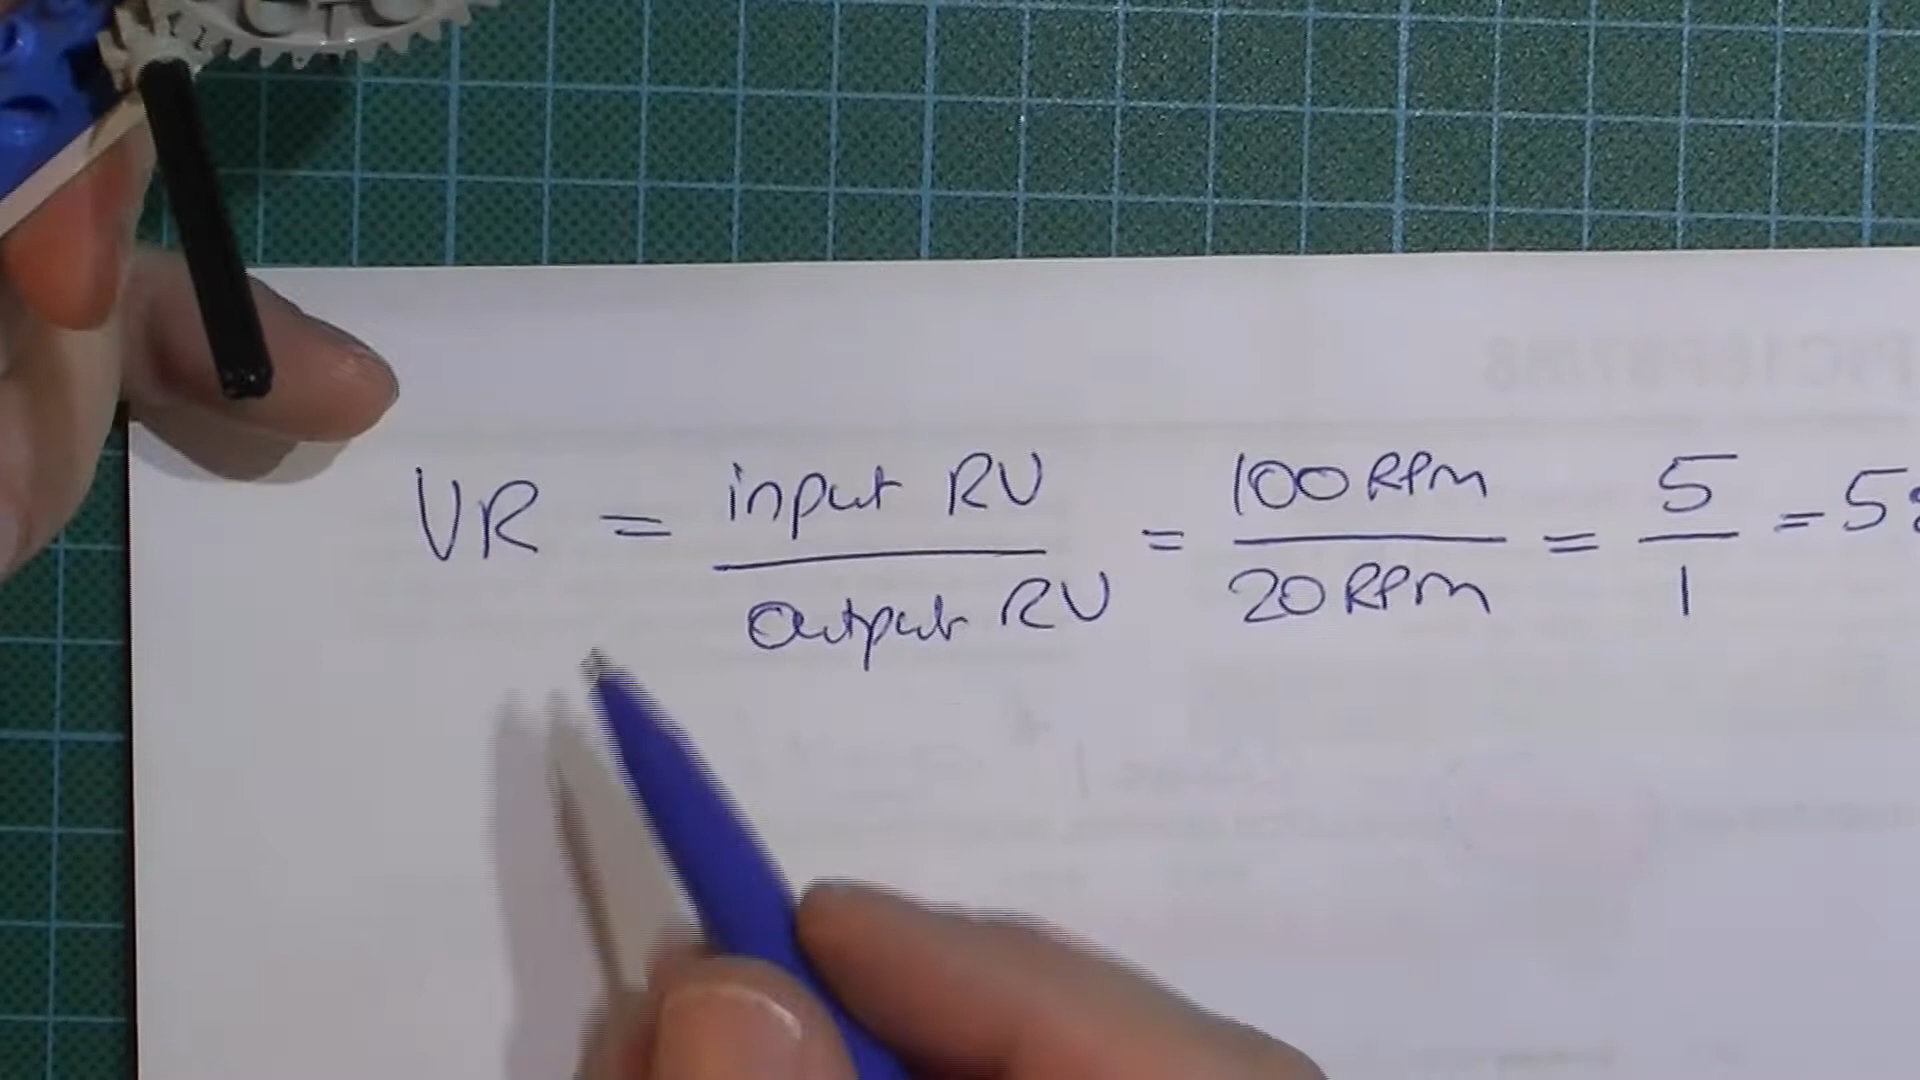 VR = input RV / output RV = 100 RPM / 20 RPM = 5 / 1 = 5: